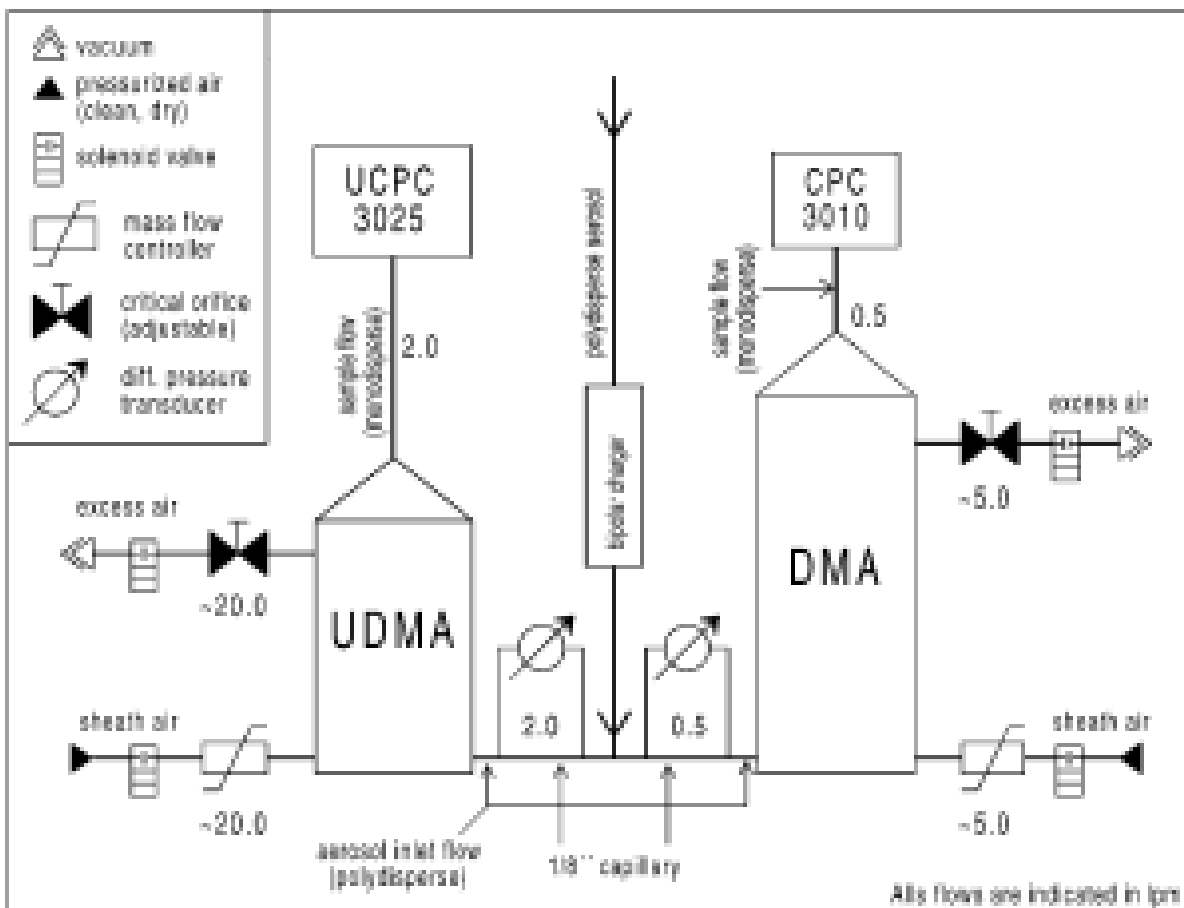 vacuum
pressurized air
(clean, dry)
solenoid valve
mass flow
controller
critical orifice
(adjustable)
diff. pressure
transducer
UCPC
3025
CPC
3010
polydisperse aerosol
sample flow
(monodisperse)
2.0
sample flow
(monodisperse)
0.5
bipolar charger
excess air
~5.0
excess air
~20.0
UDMA
DMA
2.0
0.5
sheath air
~20.0
sheath air
~5.0
aerosol inlet flow
(polydisperse)
1/8'' capillary
Alls flows are indicated in lpm